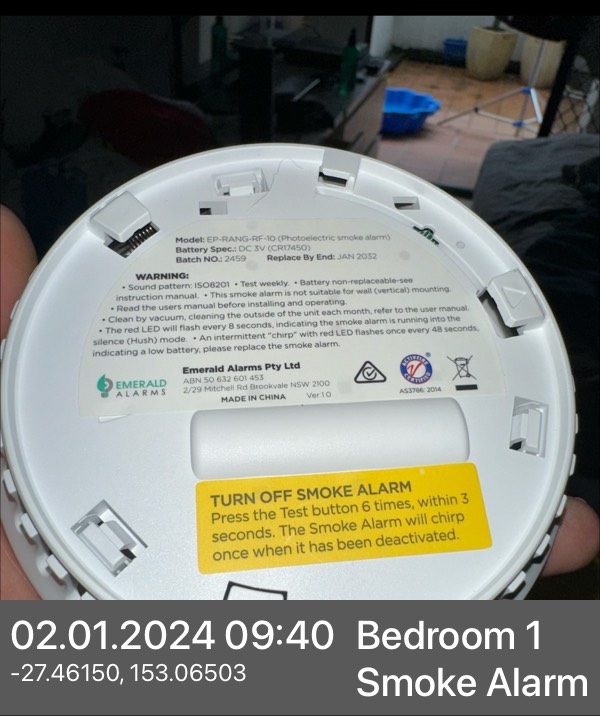 Model: EP-RANG-RF-10 (Photoelectric smoke alarm)
Battery Spec.: DC 3V (CR17450)
Batch NO.: 2459 Replace By End: JAN 2032
WARNING:
• Sound pattern: ISO8201 • Test weekly. • Battery non-replaceable-see
instruction manual. • This smoke alarm is not suitable for wall (vertical) mounting.
• Read the users manual before installing and operating.
• Clean by vacuum, cleaning outside of the unit each month, refer to the user manual.
• The red LED will flash every 8 seconds, indicating the smoke alarm is running into the
silence (Hush) mode. • An intermittent "chirp" with red LED flashes once every 48 seconds,
indicating a low battery, please replace the smoke alarm.
EMERALD
ALARMS
Emerald Alarms Pty Ltd
ABN 50 632 601 453
2/29 Mitchell Rd Brookvale NSW 2100
MADE IN CHINA Ver 1.0
AS3786: 2014
TURN OFF SMOKE ALARM
Press the Test button 6 times, within 3
seconds. The Smoke Alarm will chirp
once when it has been deactivated.
02.01.2024 09:40
-27.46150, 153.06503
Bedroom 1
Smoke Alarm